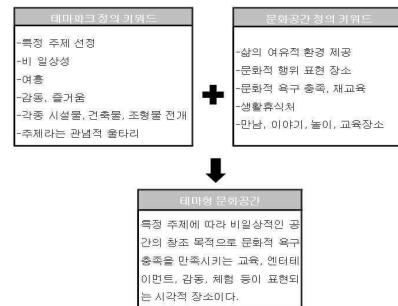 테마파크 정의 키워드
-특정 주제 선정
-비 일상성
-여흥
-감동, 즐거움
-각종 시설물, 건축물, 조형물 전개
-주제라는 관념적 울타리
문화공간 정의 키워드
-삶의 여유적 환경 제공
-문화적 행위 표현 장소
-문화적 욕구 충족, 재교육
-생활휴식처
-만남, 이야기, 놀이, 교육장소
테마형 문화공간
특정 주제에 따라 비일상적인 공
간의 창조 목적으로 문화적 욕구
충족을 만족시키는 교육, 엔터테
이먼트, 감동, 체험 등이 표현되
는 시각적 장소이다.